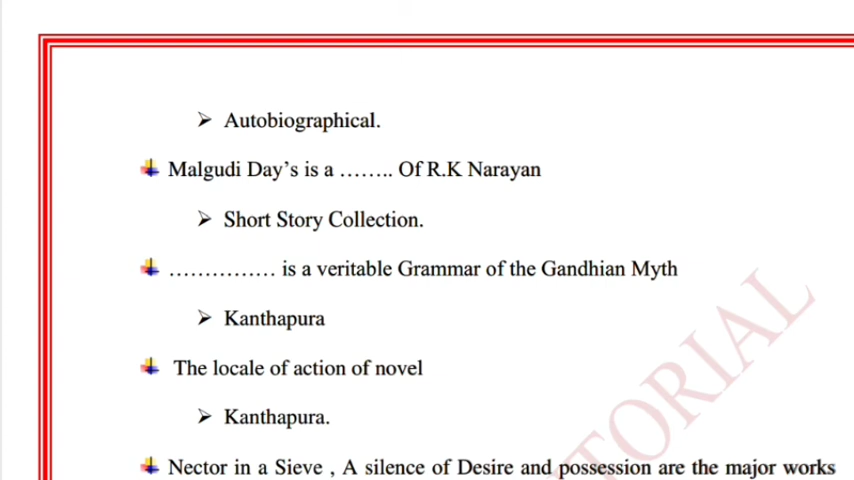 Autobiographical.
Malgudi Day’s is a …….. Of R.K Narayan
Short Story Collection.
…………… is a veritable Grammar of the Gandhian Myth
Kanthapura
The locale of action of novel
Kanthapura.
Nector in a Sieve , A silence of Desire and possession are the major works
TORIAL